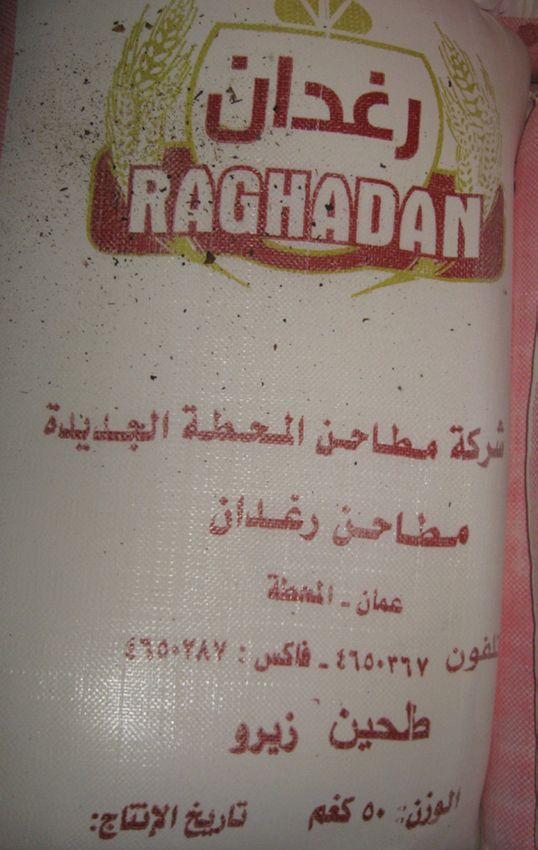 رغدان
RAGHADAN
شركة مطاحن المحطة الجديدة
مطاحن رغدان
عمان - المحطة
تلفون ٤٦٥٠٣٦٧ - فاكس : ٤٦٥٠٢٨٧
طحين زيرو
الوزن: ٥٠ كغم تاريخ الإنتاج: